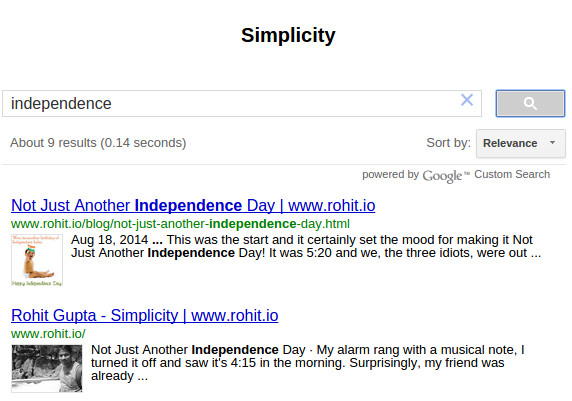 Simplicity
independence
About 9 results (0.14 seconds)
Sort by: Relevance
powered by Google™ Custom Search
Not Just Another Independence Day | www.rohit.io
www.rohit.io/blog/not-just-another-independence-day.html
Aug 18, 2014 ... This was the start and it certainly set the mood for making it Not
Just Another Independence Day! It was 5:20 and we, the three idiots, were out ...
Happy Independence Day
Rohit Gupta - Simplicity | www.rohit.io
www.rohit.io/
Not Just Another Independence Day · My alarm rang with a musical note, I
turned it off and saw it's 4:15 in the morning. Surprisingly, my friend was
already ...